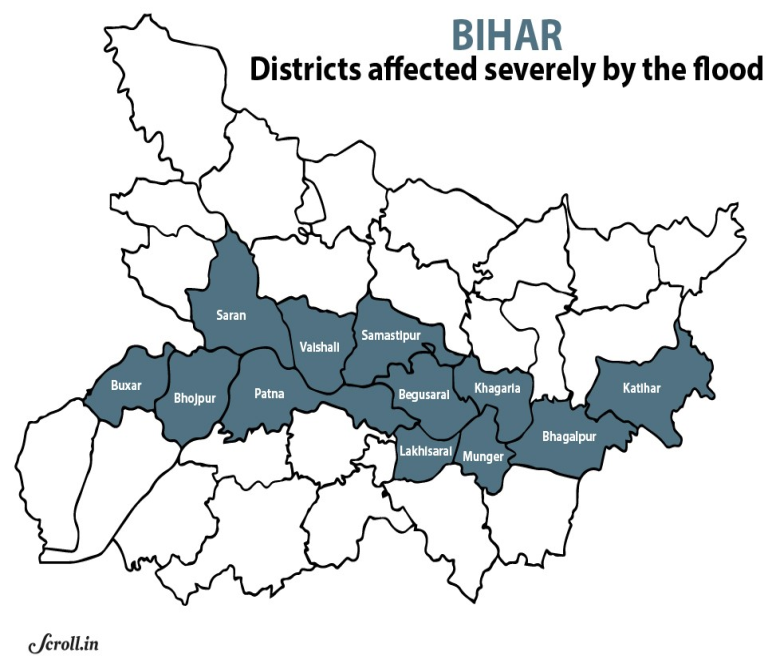 BIHAR
Districts affected severely by the flood
Saran
Vaishali
Samastipur
Buxar
Bhojpur
Patna
Begusarai
Khagaria
Katihar
Bhagalpur
Lakhisarai
Munger
Scroll.in